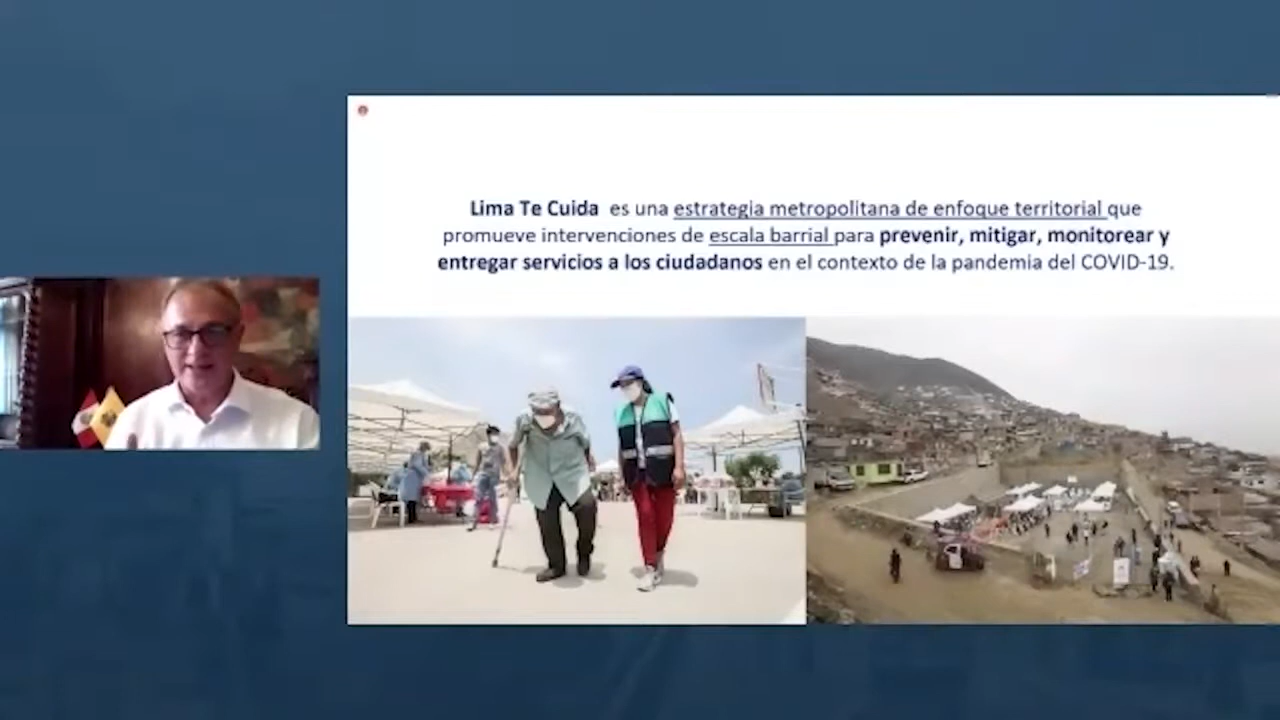 Lima Te Cuida es una estrategia metropolitana de enfoque territorial que
promueve intervenciones de escala barrial para prevenir, mitigar, monitorear y
entregar servicios a los ciudadanos en el contexto de la pandemia del COVID-19.